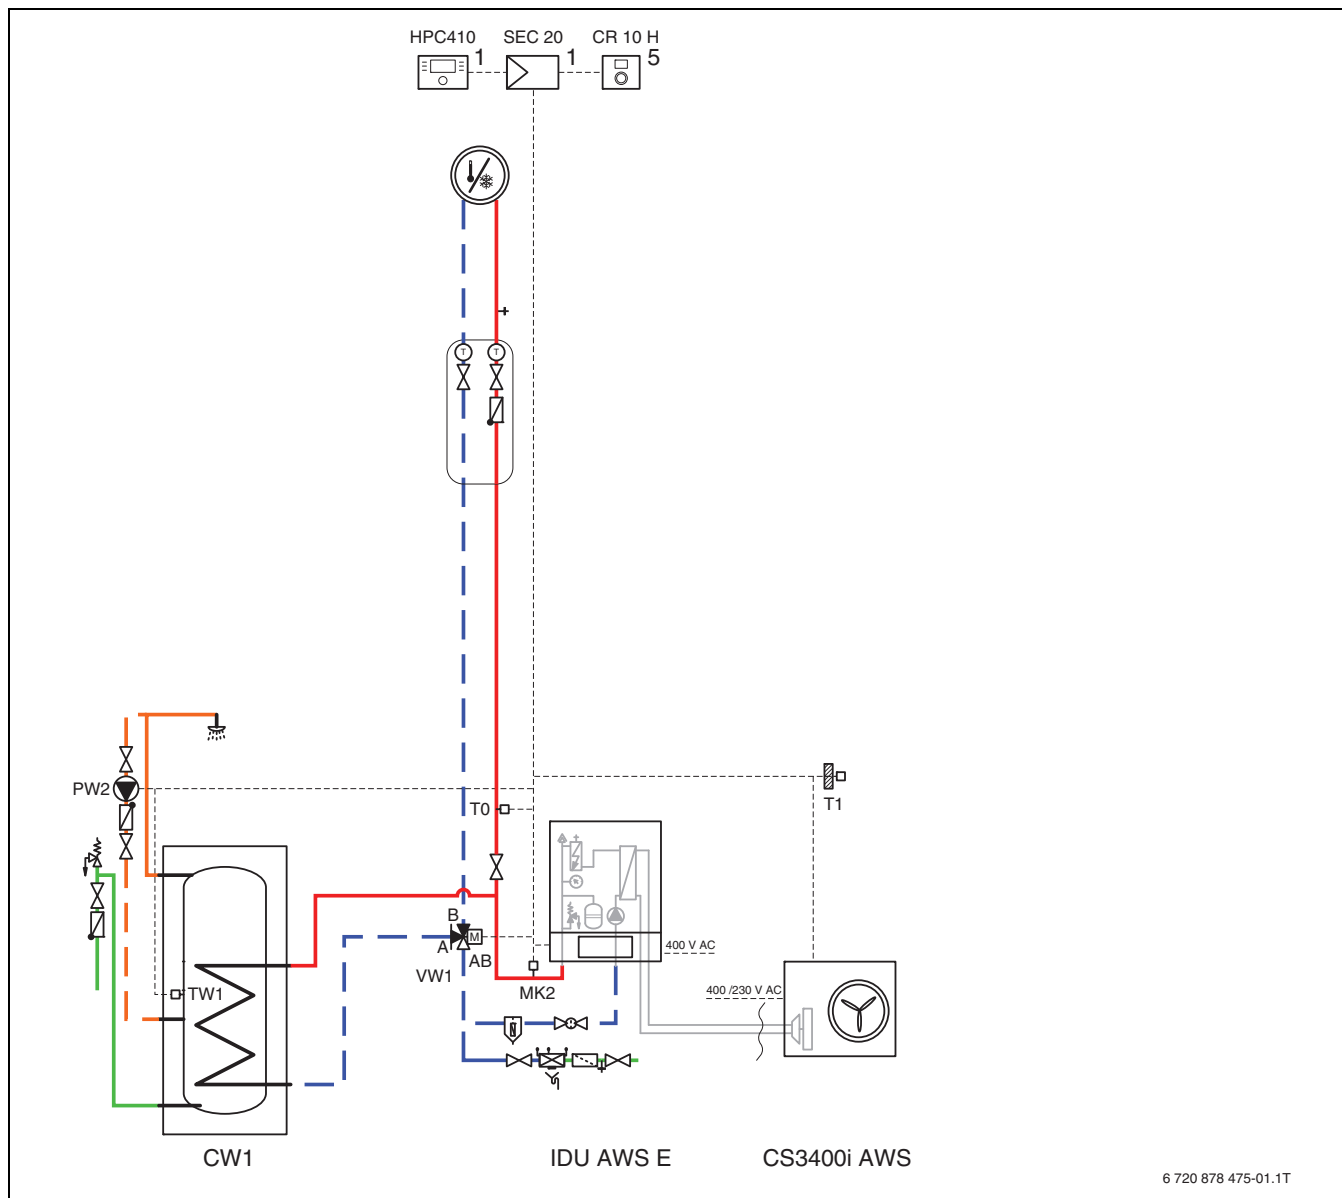 HPC410 SEC 20 CR 10 H
1 1 5
T T
PW2
T0
T1
B
A M
AB
VW1
400 V AC
MK2
400 /230 V AC
TW1
CW1 IDU AWS E CS3400i AWS
6 720 878 475-01.1T